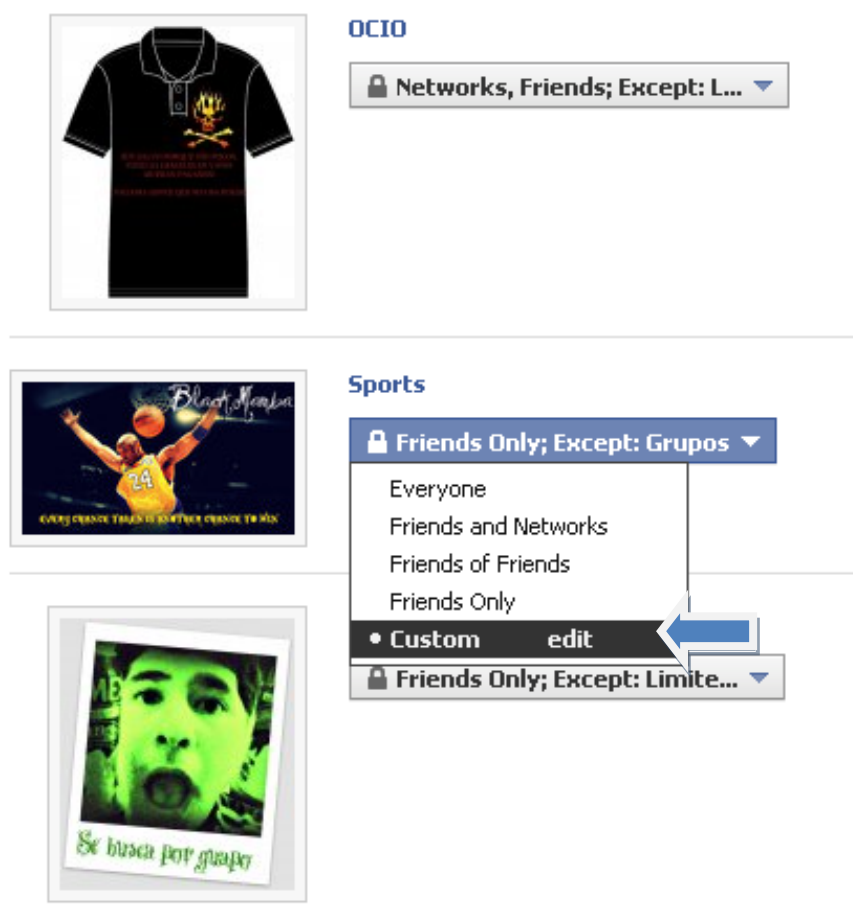 OCIO
Networks, Friends; Except: L...
Sports
Black Mamba
24
EVERY CHANCE TAKEN IS ANOTHER CHANCE TO WIN
Friends Only; Except: Grupos
Everyone
Friends and Networks
Friends of Friends
Friends Only
Custom edit
Friends Only; Except: Limite...
Se busca por guapo